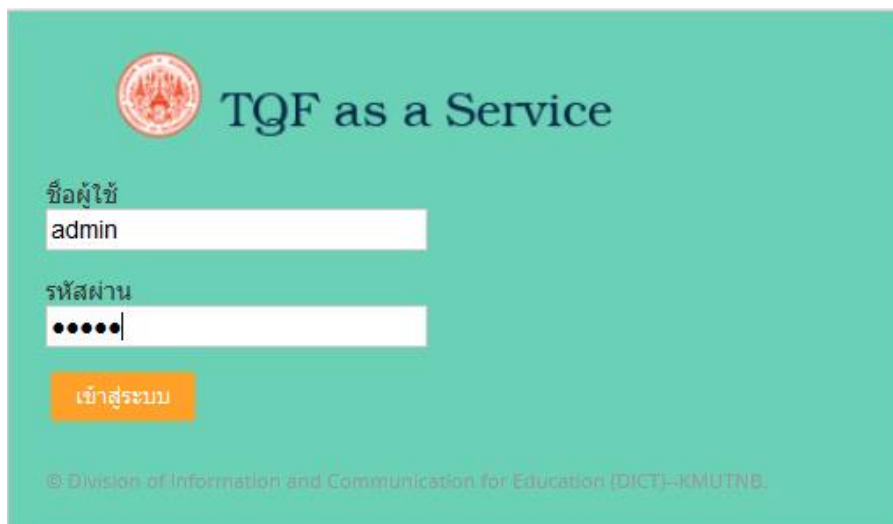 TQF as a Service
ชื่อผู้ใช้
admin
รหัสผ่าน
•••••
เข้าสู่ระบบ
© Division of Information and Communication for Education (DICT)--KMUTNB.